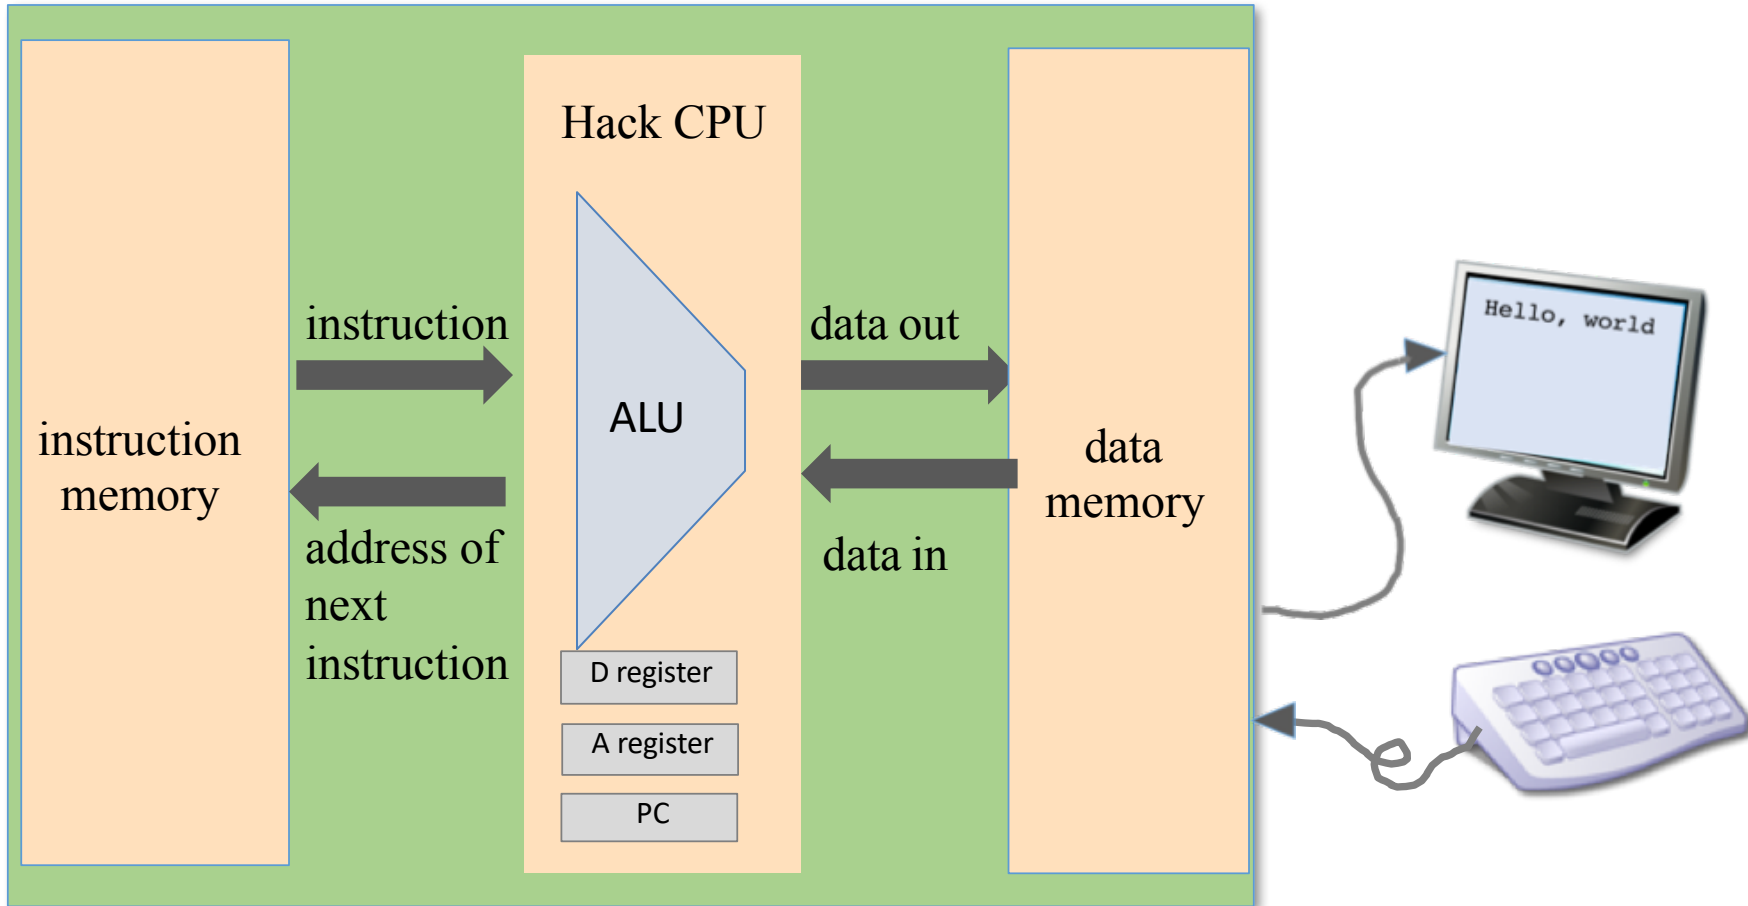 Hack CPU
instruction
memory
instruction
address of
next
instruction
ALU
D register
A register
PC
data out
data in
data
memory
Hello, world